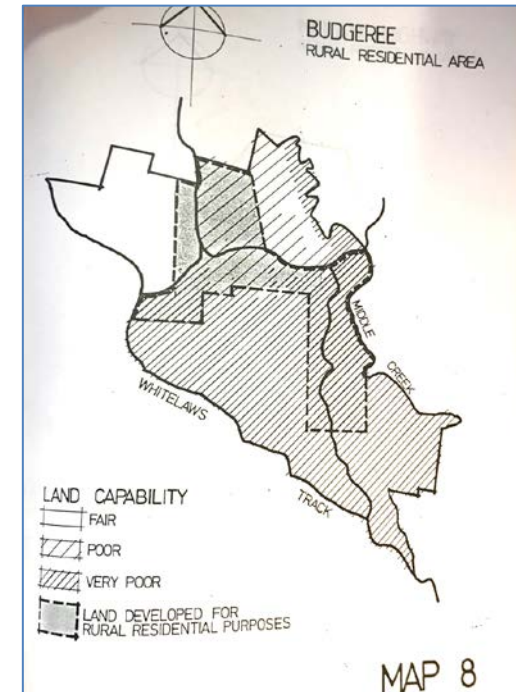 BUDGEREE
RURAL RESIDENTIAL AREA
MIDDLE
CREEK
WHITELAWS
TRACK
LAND CAPABILITY
FAIR
POOR
VERY POOR
LAND DEVELOPED FOR
RURAL RESIDENTIAL PURPOSES
MAP 8